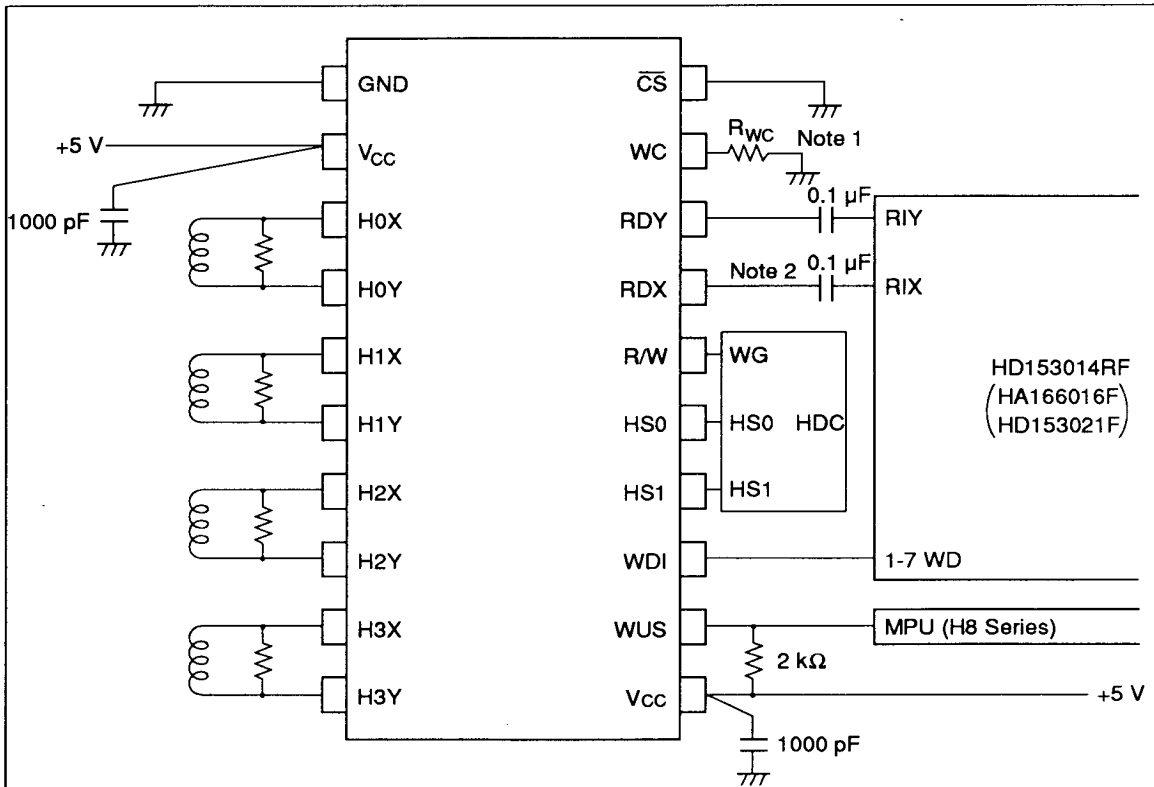 GND
CS
+5 V
VCC
WC
RWC
Note 1
1000 pF
0.1 µF
H0X
RDY
RIY
H0Y
RDX
Note 2
0.1 µF
RIX
H1X
R/W
WG
H1Y
HS0
HS0
HDC
HD153014RF
(HA166016F
HD153021F)
H2X
HS1
HS1
H2Y
WDI
1-7 WD
H3X
WUS
MPU (H8 Series)
2 kΩ
H3Y
VCC
+5 V
1000 pF